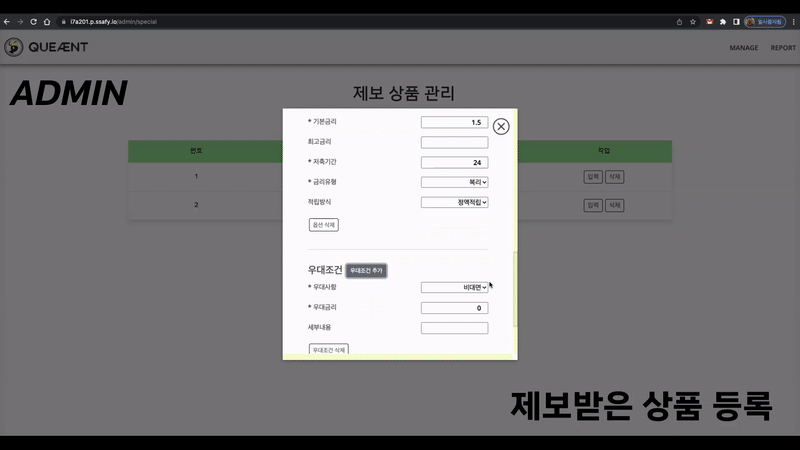 i7a201.p.ssafy.io/admin/special
QUEÆNT
MANAGE REPORT
ADMIN
제보 상품 관리
번호 작업
1 입력 삭제
2 입력 삭제
* 기본금리 1.5
최고금리
* 저축기간 24
* 금리유형 복리
적립방식 정액적립
옵션 삭제
우대조건 우대조건 추가
* 우대사항 비대면
* 우대금리 0
세부내용
우대조건 삭제
제보받은 상품 등록